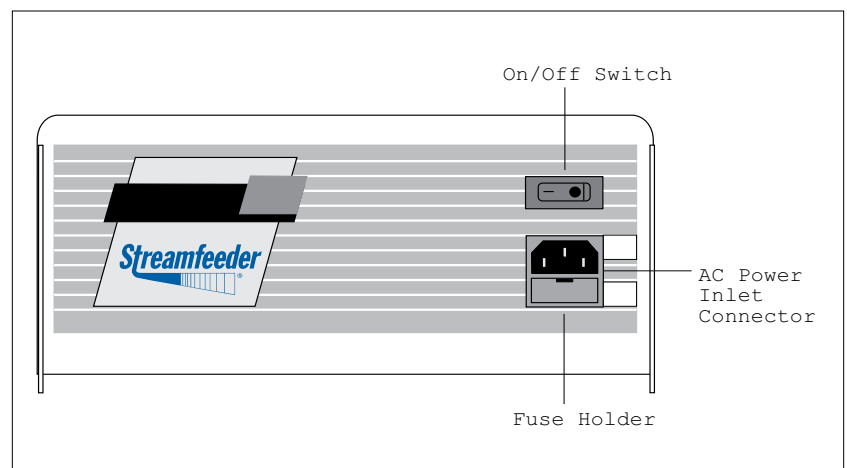 On/Off Switch
Streamfeeder®
AC Power
Inlet
Connector
Fuse Holder